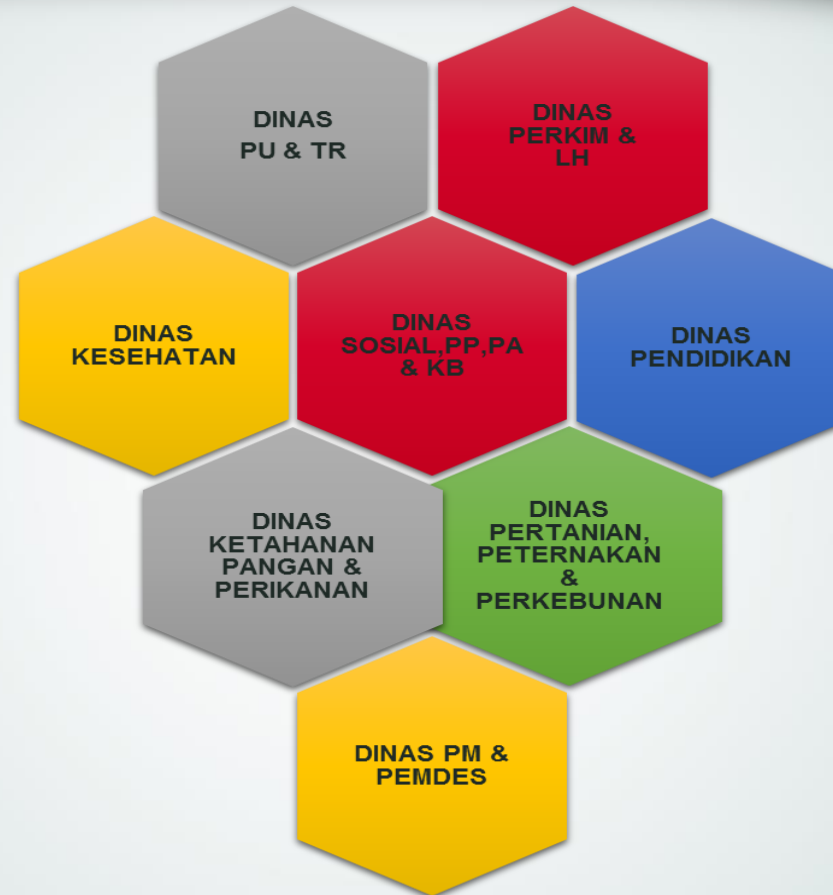 DINAS
PU & TR
DINAS
PERKIM &
LH
DINAS
KESEHATAN
DINAS
SOSIAL,PP,PA
& KB
DINAS
PENDIDIKAN
DINAS
KETAHANAN
PANGAN &
PERIKANAN
DINAS
PERTANIAN,
PETERNAKAN
&
PERKEBUNAN
DINAS PM &
PEMDES